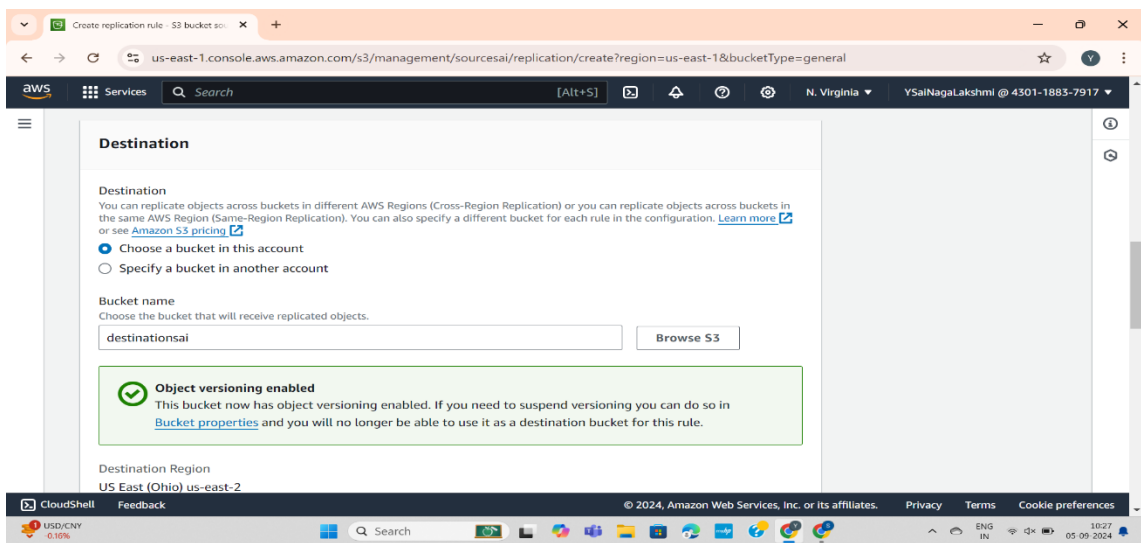 Create replication rule - S3 bucket sou
us-east-1.console.aws.amazon.com/s3/management/sourcesai/replication/create?region=us-east-1&bucketType=general
Y
aws
Services
Search
[Alt+S]
N. Virginia
YSaiNagaLakshmi @ 4301-1883-7917
Destination
Destination
You can replicate objects across buckets in different AWS Regions (Cross-Region Replication) or you can replicate objects across buckets in
the same AWS Region (Same-Region Replication). You can also specify a different bucket for each rule in the configuration. Learn more
or see Amazon S3 pricing
Choose a bucket in this account
Specify a bucket in another account
Bucket name
Choose the bucket that will receive replicated objects.
destinationsai
Browse S3
Object versioning enabled
This bucket now has object versioning enabled. If you need to suspend versioning you can do so in
Bucket properties and you will no longer be able to use it as a destination bucket for this rule.
Destination Region
US East (Ohio) us-east-2
CloudShell
Feedback
© 2024, Amazon Web Services, Inc. or its affiliates.
Privacy
Terms
Cookie preferences
USD/CNY
-0.16%
Search
ENG
IN
10:27
05-09-2024